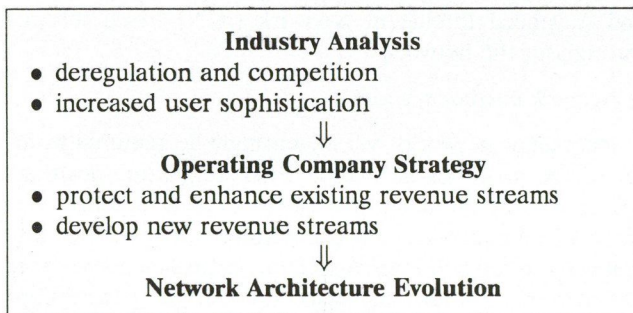 Industry Analysis
• deregulation and competition
• increased user sophistication
⇓
Operating Company Strategy
• protect and enhance existing revenue streams
• develop new revenue streams
⇓
Network Architecture Evolution